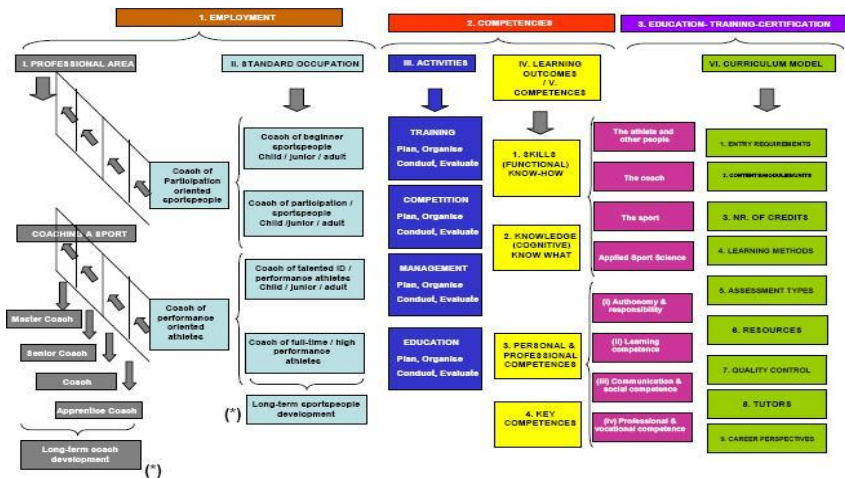 1. EMPLOYMENT
2. COMPETENCIES
3. EDUCATION- TRAINING-CERTIFICATION
I. PROFESSIONAL AREA
COACHING & SPORT
Master Coach
Senior Coach
Coach
Apprentice Coach
Long-term coach
development
(*)
II. STANDARD OCCUPATION
Coach of
Participation
oriented
sportspeople
Coach of
performance
oriented
athletes
Coach of beginner
sportspeople
Child / junior / adult
Coach of participation /
sportspeople
Child /junior / adult
Coach of talented ID /
performance athletes
Child / junior / adult
Coach of full-time / high
performance
athletes
(*)
Long-term sportspeople
development
III. ACTIVITIES
TRAINING
Plan, Organise
Conduct, Evaluate
COMPETITION
Plan, Organise
Conduct, Evaluate
MANAGEMENT
Plan, Organise
Conduct, Evaluate
EDUCATION
Plan, Organise
Conduct, Evaluate
IV. LEARNING
OUTCOMES
/ V.
COMPETENCES
1. SKILLS
(FUNCTIONAL)
KNOW-HOW
2. KNOWLEDGE
(COGNITIVE)
KNOW WHAT
3. PERSONAL &
PROFESSIONAL
COMPETENCES
4. KEY
COMPETENCES
The athlete and
other people
The coach
The sport
Applied Sport Science
(i) Authonomy &
responsibility
(ii) Learning
competence
(iii) Communication &
social competence
(iv) Professional &
vocational competence
VI. CURRICULUM MODEL
1. ENTRY REQUIREMENTS
2. CONTENTS/MODULES/UNITS
3. NR. OF CREDITS
4. LEARNING METHODS
5. ASSESSMENT TYPES
6. RESOURCES
7. QUALITY CONTROL
8. TUTORS
9. CAREER PERSPECTIVES